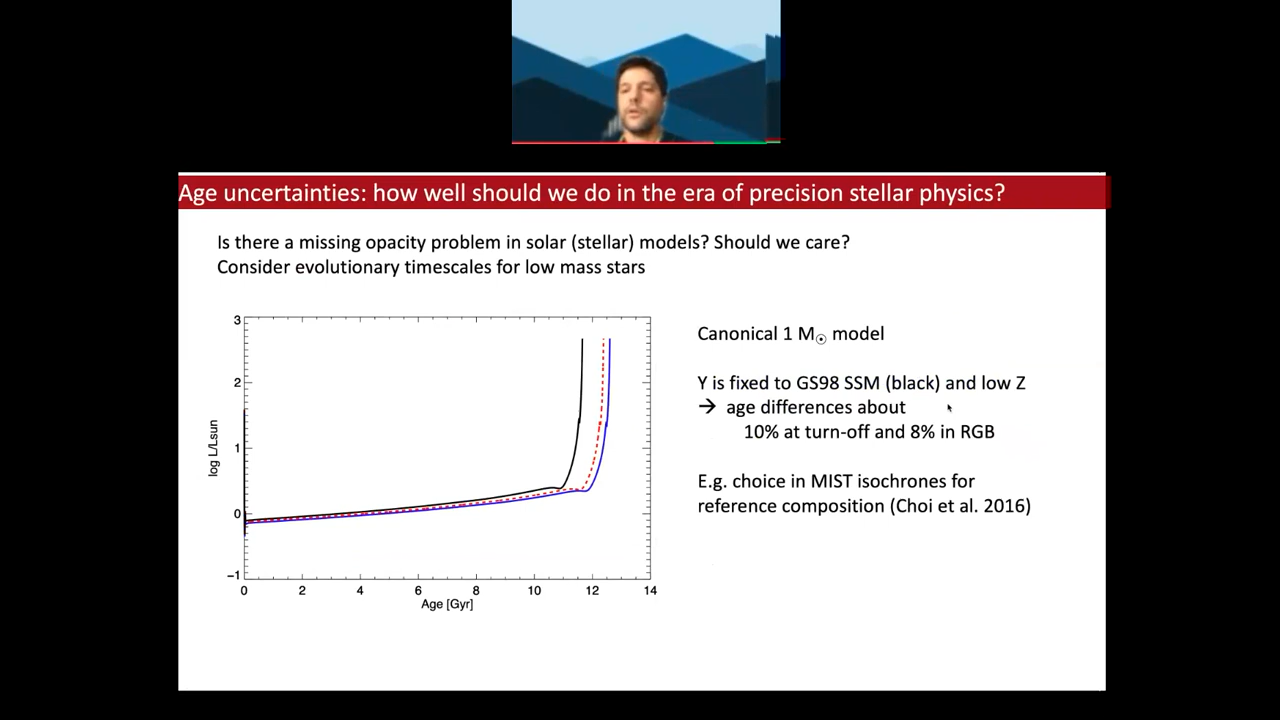 Age uncertainties: how well should we do in the era of precision stellar physics?
Is there a missing opacity problem in solar (stellar) models? Should we care?
Consider evolutionary timescales for low mass stars
3
2
1
0
−1
log L/Lsun
0 2 4 6 8 10 12 14
Age [Gyr]
Canonical 1 M☉ model
Y is fixed to GS98 SSM (black) and low Z
→ age differences about
10% at turn-off and 8% in RGB
E.g. choice in MIST isochrones for
reference composition (Choi et al. 2016)